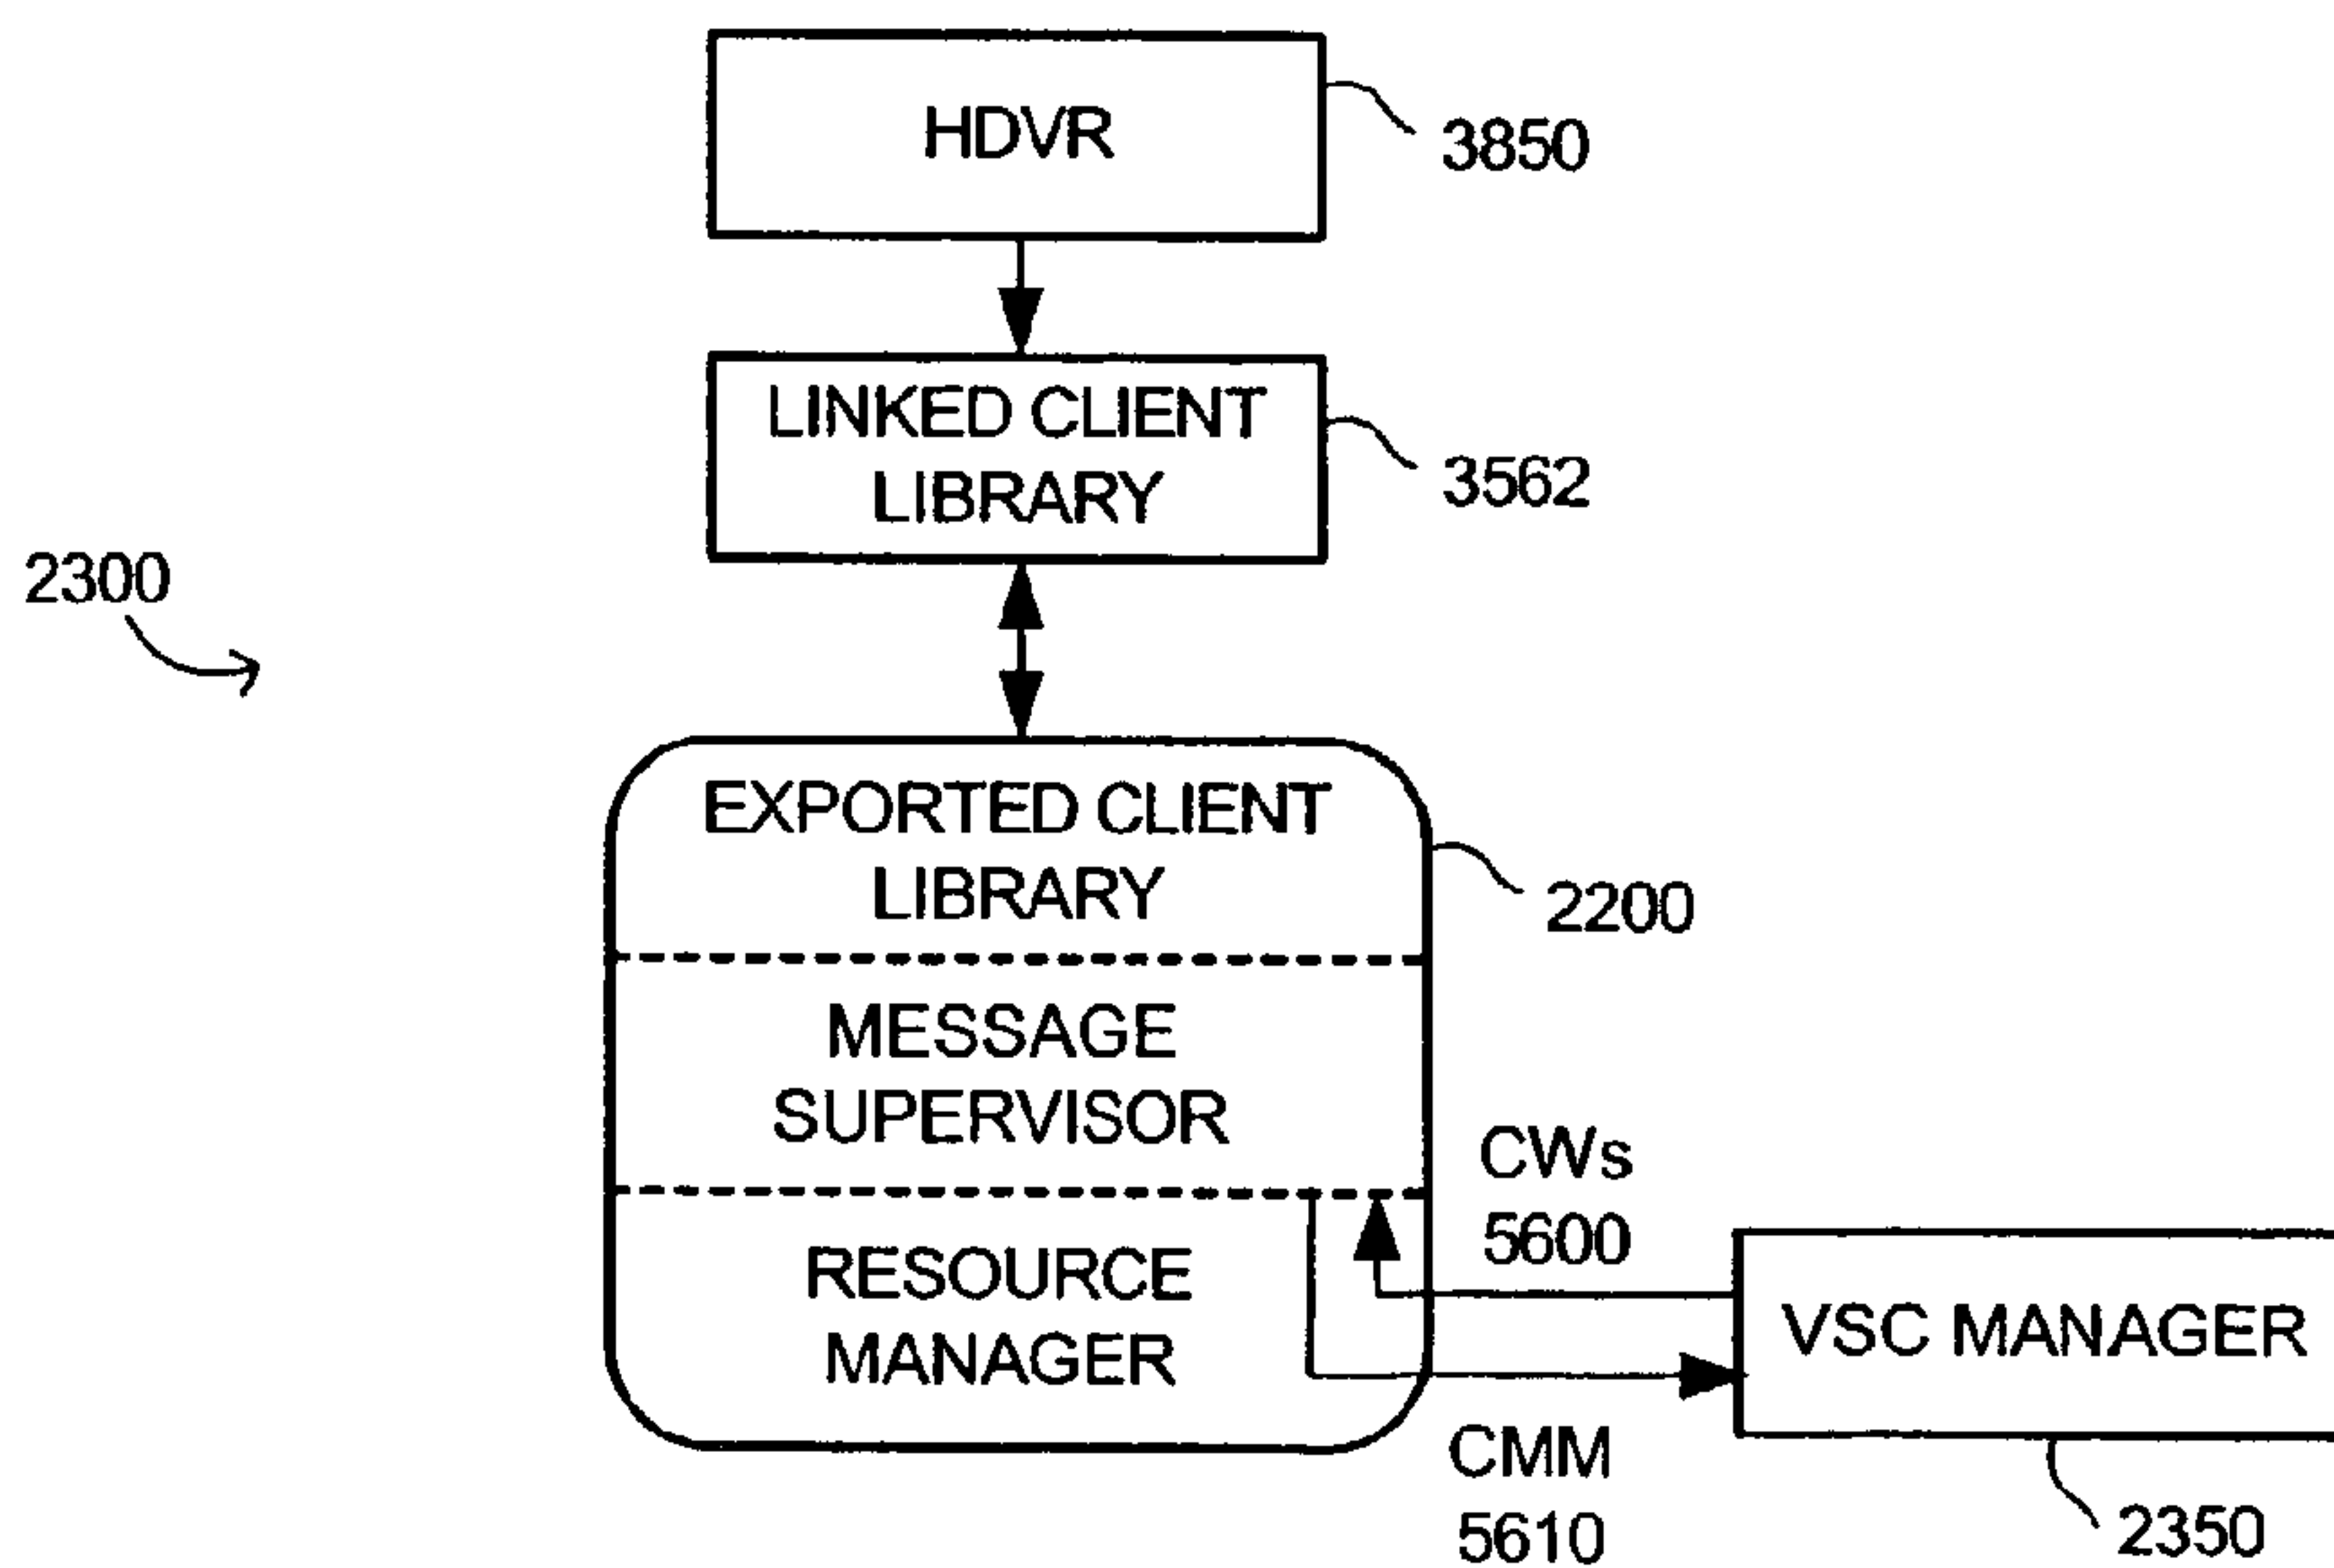 HDVR
3850
LINKED CLIENT
LIBRARY
3562
2300
EXPORTED CLIENT
LIBRARY
2200
MESSAGE
SUPERVISOR
CWs
5600
RESOURCE
MANAGER
VSC MANAGER
CMM
5610
2350